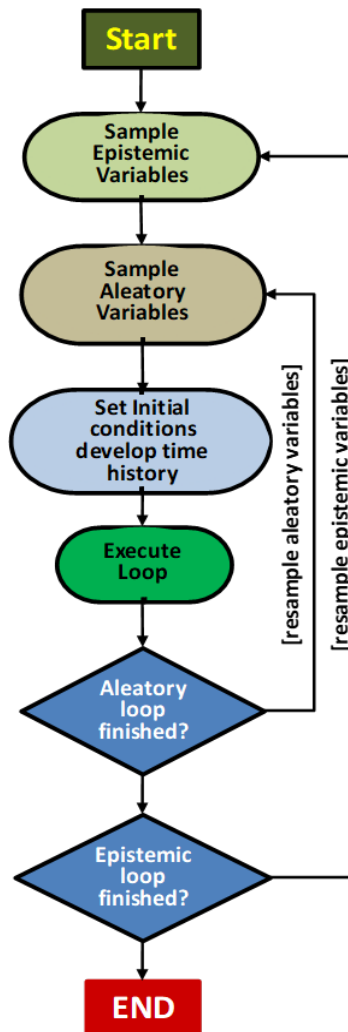 Start
Sample
Epistemic
Variables
Sample
Aleatory
Variables
Set Initial
conditions
develop time
history
Execute
Loop
[resample aleatory variables]
[resample epistemic variables]
Aleatory
loop
finished?
Epistemic
loop
finished?
END